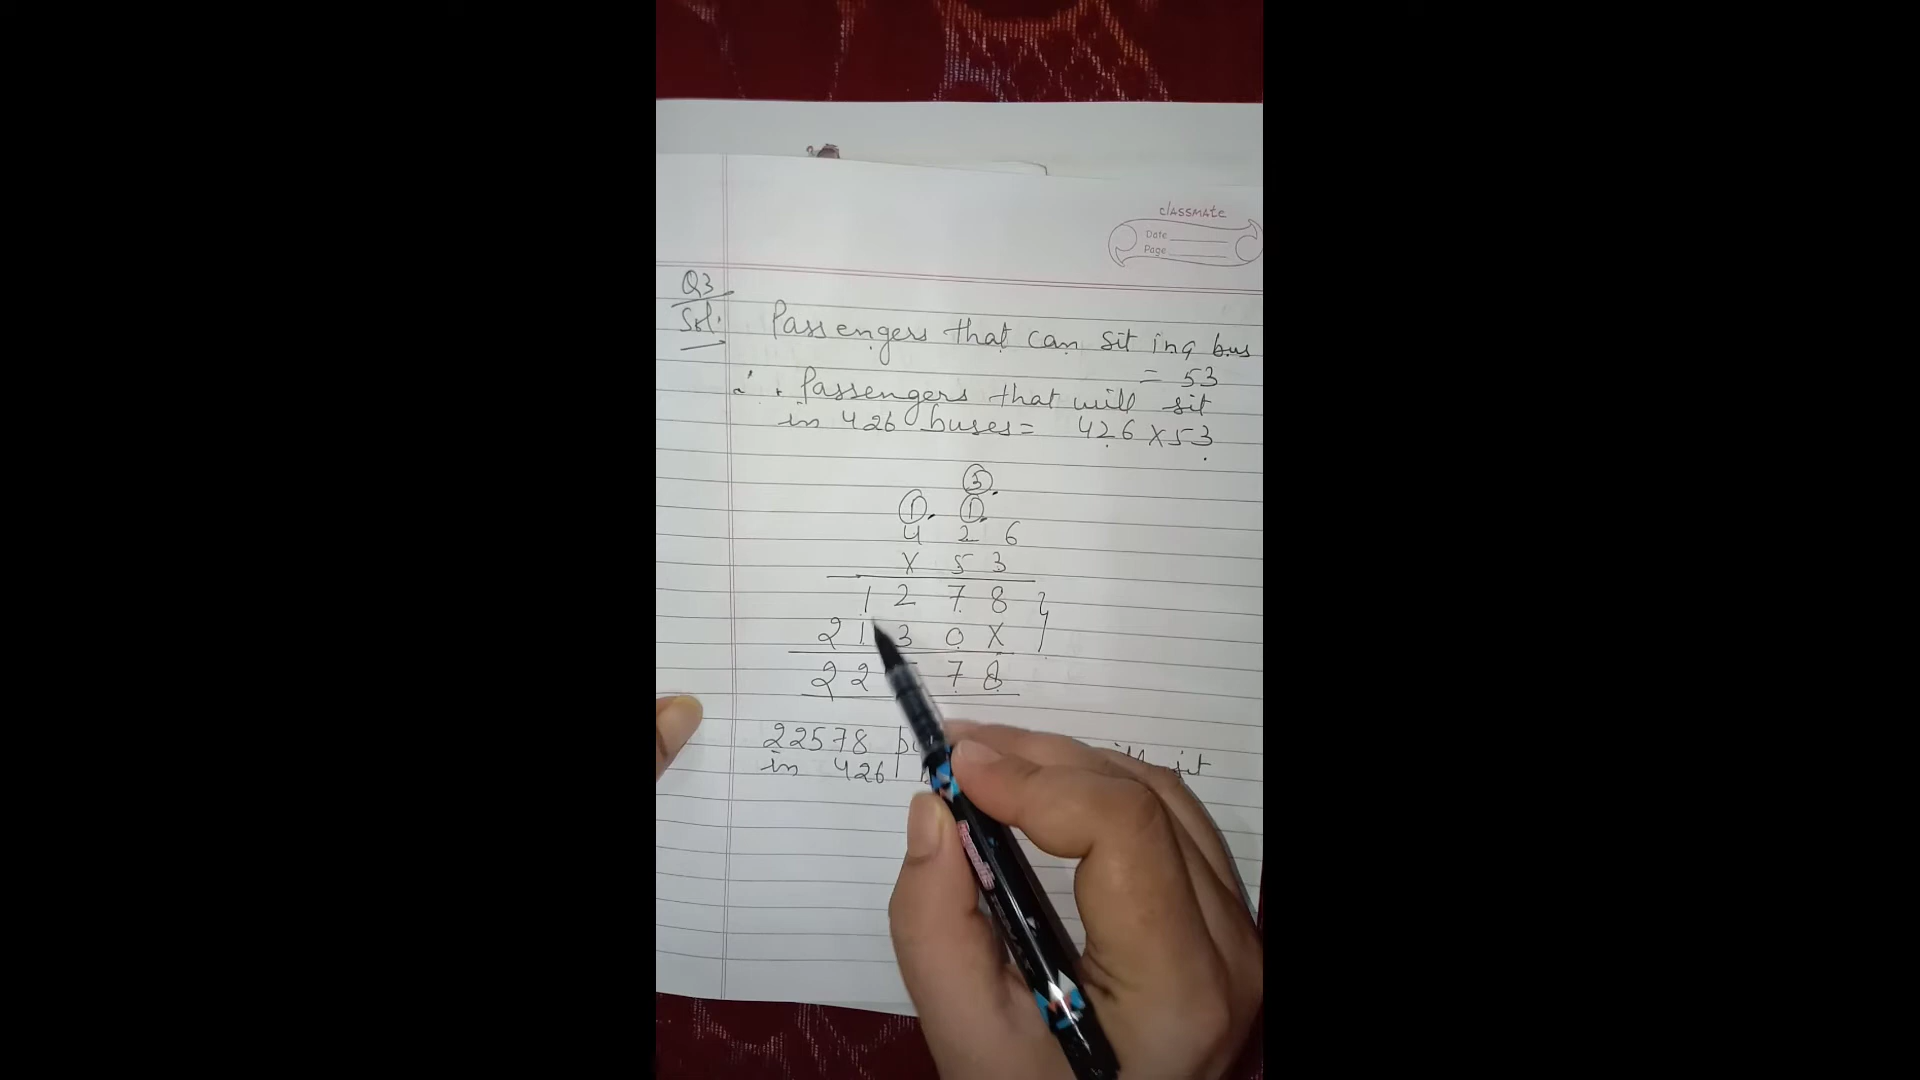 classmate
Date
Page
Q3
Sol:
Passengers that can sit in a bus
= 53
∴ Passengers that will sit
in 426 buses = 426 x 53
3
1 1
4 2 6
x 5 3
1 2 7 8
2 1 3 0 x
2 2 7 8
22578 sit
in 426